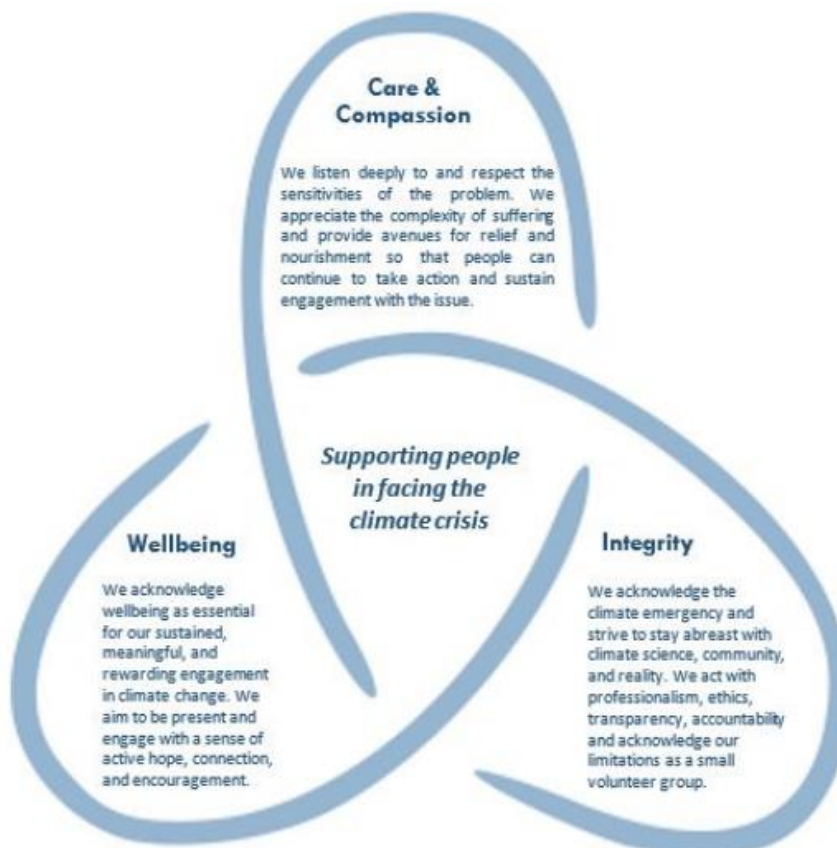 Care &
Compassion
We listen deeply to and respect the
sensitivities of the problem. We
appreciate the complexity of suffering
and provide avenues for relief and
nourishment so that people can
continue to take action and sustain
engagement with the issue.
Supporting people
in facing the
climate crisis
Wellbeing
We acknowledge
wellbeing as essential
for our sustained,
meaningful, and
rewarding engagement
in climate change. We
aim to be present and
engage with a sense of
active hope, connection,
and encouragement.
Integrity
We acknowledge the
climate emergency and
strive to stay abreast with
climate science, community,
and reality. We act with
professionalism, ethics,
transparency, accountability
and acknowledge our
limitations as a small
volunteer group.